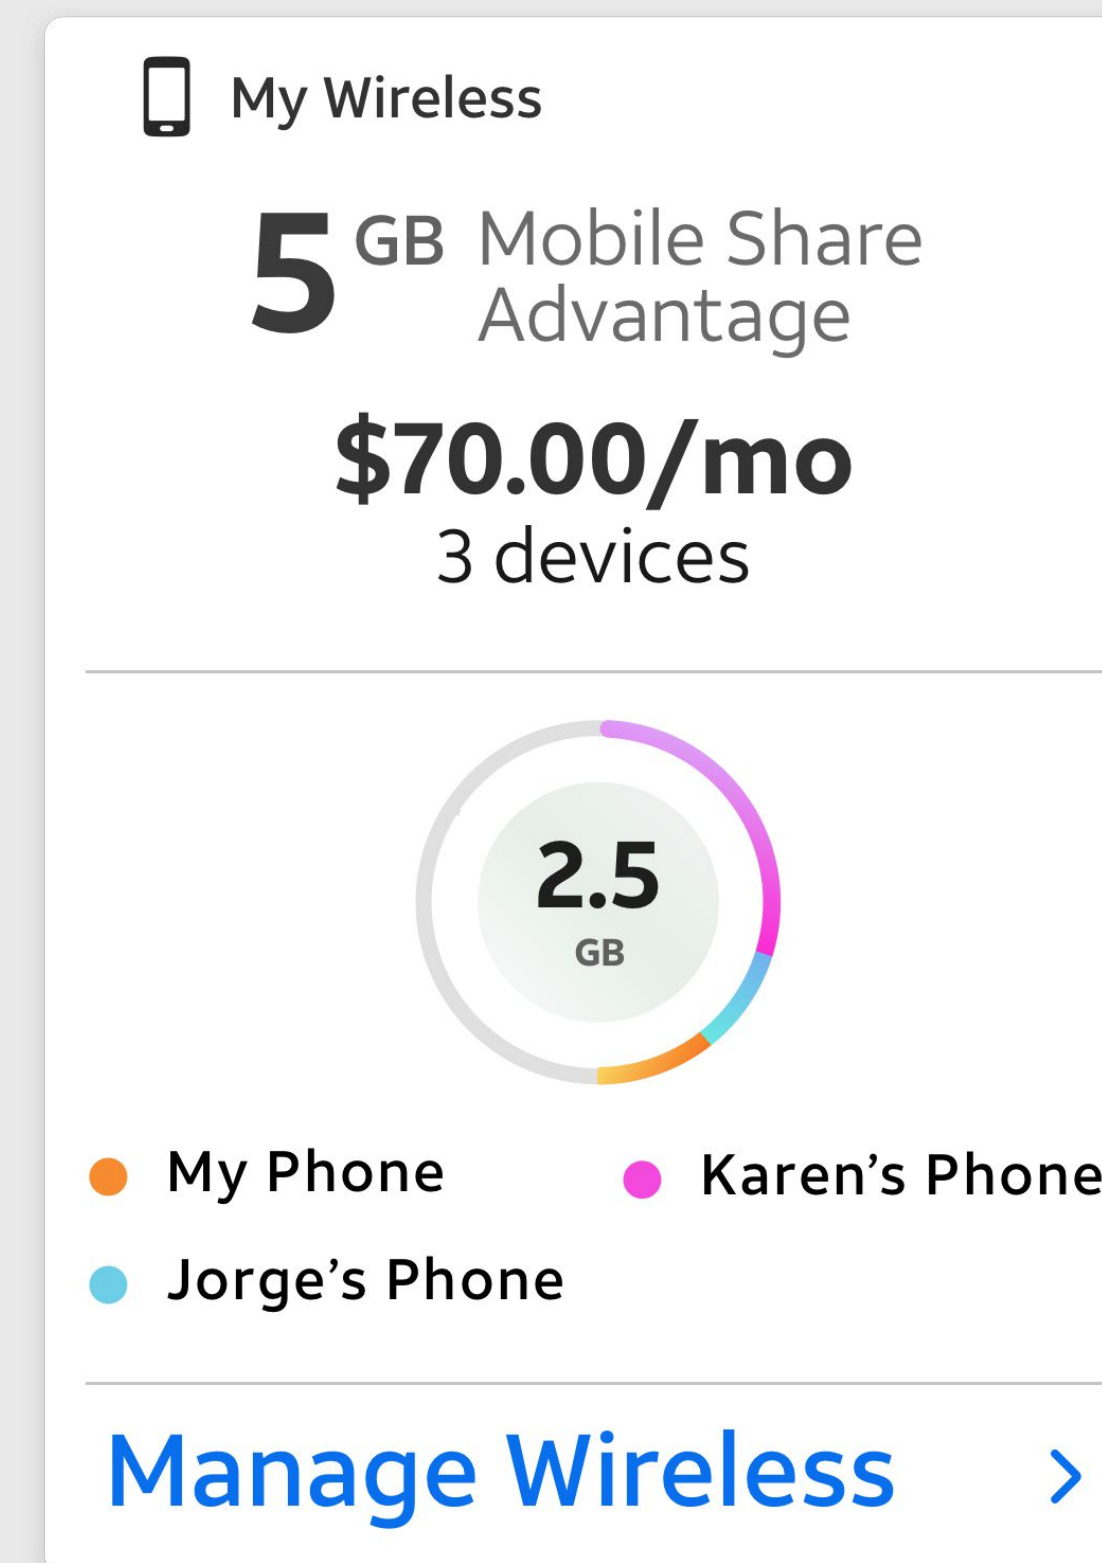 My Wireless
5 GB Mobile Share
Advantage
$70.00/mo
3 devices
2.5
GB
My Phone
Karen’s Phone
Jorge’s Phone
Manage Wireless